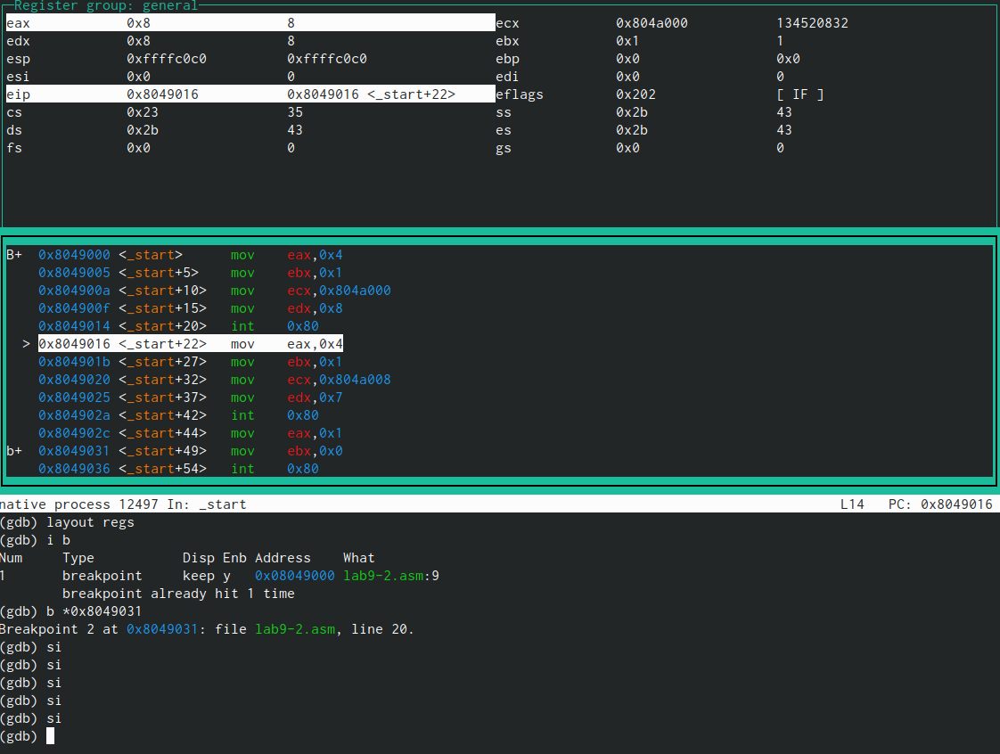 Register group: general
eax 0x8 8 ecx 0x804a000 134520832
edx 0x8 8 ebx 0x1 1
esp 0xffffc0c0 0xffffc0c0 ebp 0x0 0x0
esi 0x0 0 edi 0x0 0
eip 0x8049016 0x8049016 <_start+22> eflags 0x202 [ IF ]
cs 0x23 35 ss 0x2b 43
ds 0x2b 43 es 0x2b 43
fs 0x0 0 gs 0x0 0
B+ 0x8049000 <_start> mov eax,0x4
0x8049005 <_start+5> mov ebx,0x1
0x804900a <_start+10> mov ecx,0x804a000
0x804900f <_start+15> mov edx,0x8
0x8049014 <_start+20> int 0x80
> 0x8049016 <_start+22> mov eax,0x4
0x804901b <_start+27> mov ebx,0x1
0x8049020 <_start+32> mov ecx,0x804a008
0x8049025 <_start+37> mov edx,0x7
0x804902a <_start+42> int 0x80
0x804902c <_start+44> mov eax,0x1
b+ 0x8049031 <_start+49> mov ebx,0x0
0x8049036 <_start+54> int 0x80
native process 12497 In: _start L14 PC: 0x8049016
(gdb) layout regs
(gdb) i b
Num Type Disp Enb Address What
1 breakpoint keep y 0x08049000 lab9-2.asm:9
breakpoint already hit 1 time
(gdb) b *0x8049031
Breakpoint 2 at 0x8049031: file lab9-2.asm, line 20.
(gdb) si
(gdb) si
(gdb) si
(gdb) si
(gdb) si
(gdb)